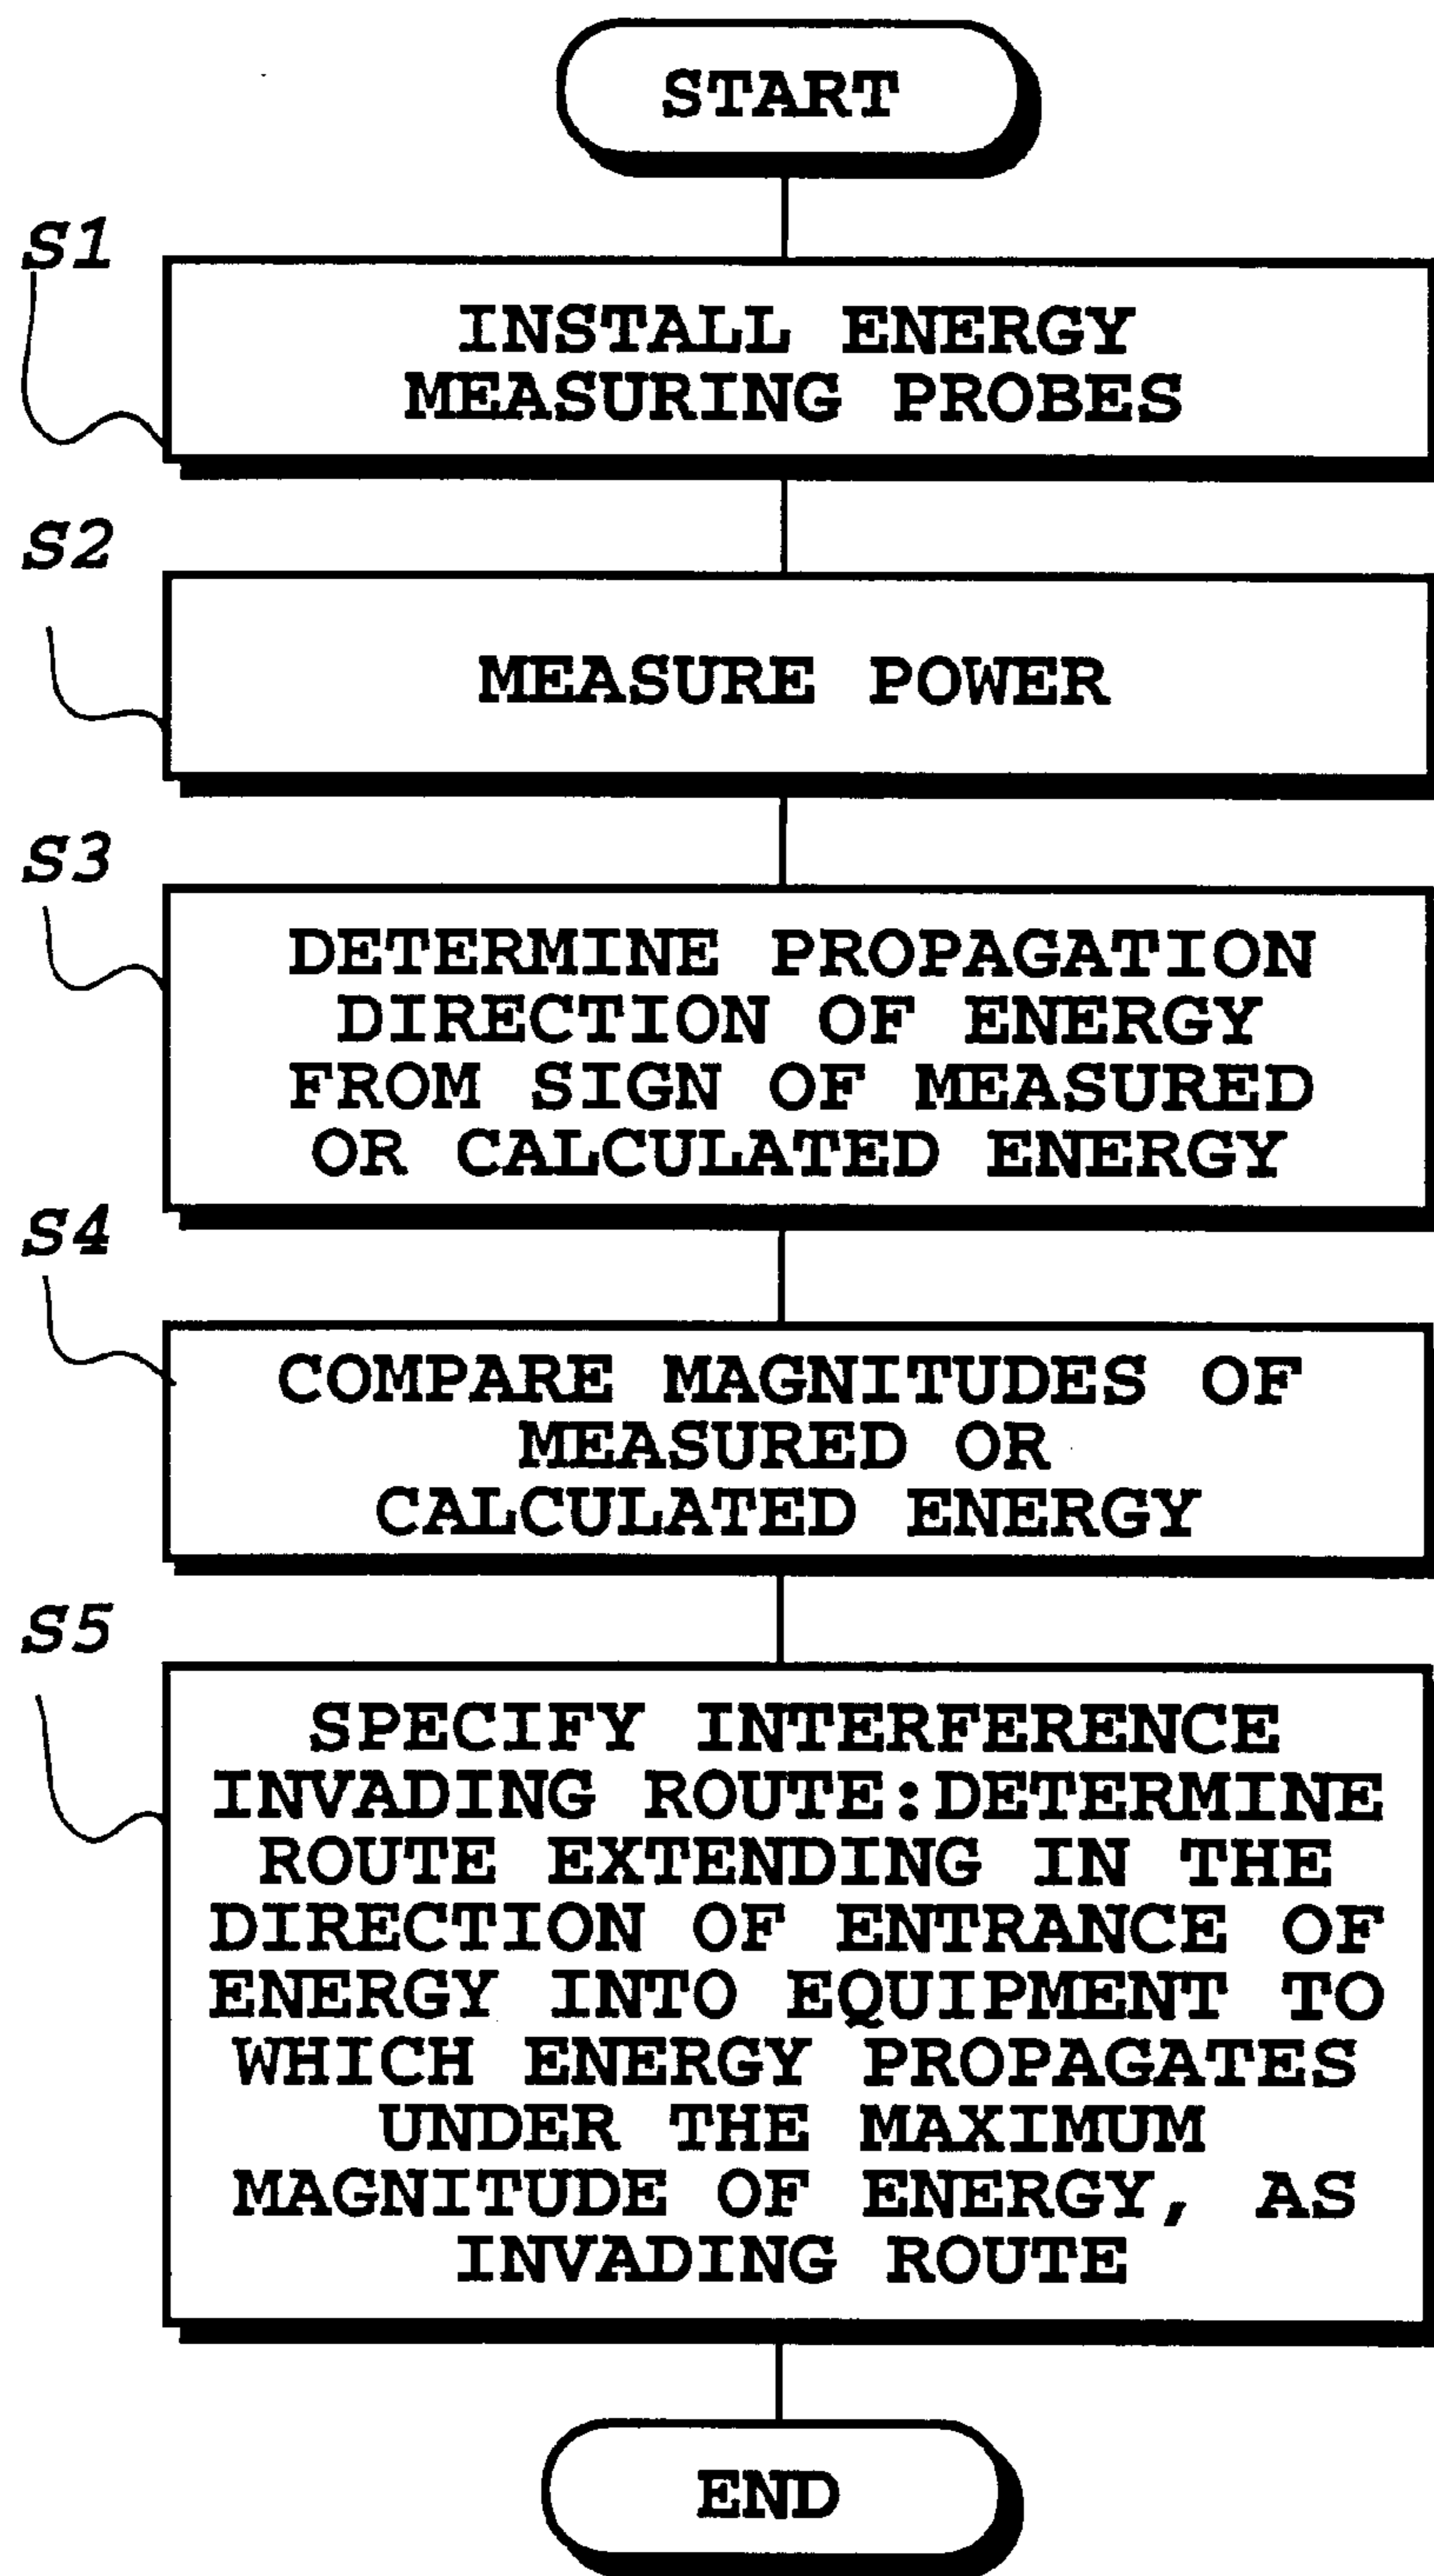 START
S1
INSTALL ENERGY
MEASURING PROBES
S2
MEASURE POWER
S3
DETERMINE PROPAGATION
DIRECTION OF ENERGY
FROM SIGN OF MEASURED
OR CALCULATED ENERGY
S4
COMPARE MAGNITUDES OF
MEASURED OR
CALCULATED ENERGY
S5
SPECIFY INTERFERENCE
INVADING ROUTE:DETERMINE
ROUTE EXTENDING IN THE
DIRECTION OF ENTRANCE OF
ENERGY INTO EQUIPMENT TO
WHICH ENERGY PROPAGATES
UNDER THE MAXIMUM
MAGNITUDE OF ENERGY, AS
INVADING ROUTE
END